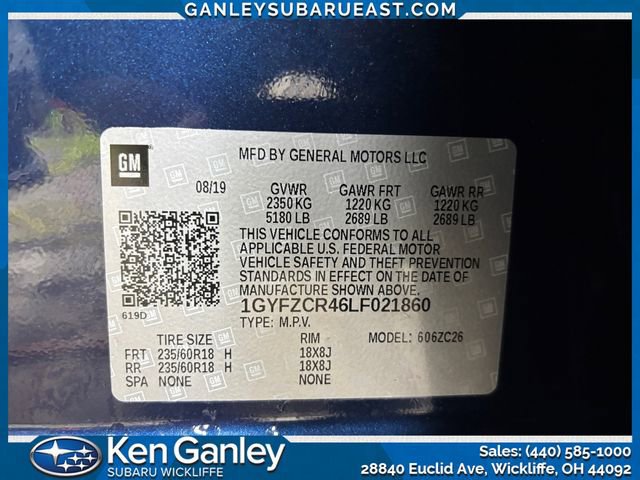 GANLEYSUBARUEAST.COM
GM
MFD BY GENERAL MOTORS LLC
08/19 GVWR GAWR FRT GAWR RR
2350 KG 1220 KG 1220 KG
5180 LB 2689 LB 2689 LB
THIS VEHICLE CONFORMS TO ALL
APPLICABLE U.S. FEDERAL MOTOR
VEHICLE SAFETY AND THEFT PREVENTION
STANDARDS IN EFFECT ON THE DATE OF
MANUFACTURE SHOWN ABOVE.
1GYFZCR46LF021860
619D
TYPE: M.P.V.
TIRE SIZE RIM MODEL: 6O6ZC26
FRT 235/60R18 H 18X8J
RR 235/60R18 H 18X8J
SPA NONE NONE
SUBARU
Ken Ganley
SUBARU WICKLIFFE
Sales: (440) 585-1000
28840 Euclid Ave, Wickliffe, OH 44092